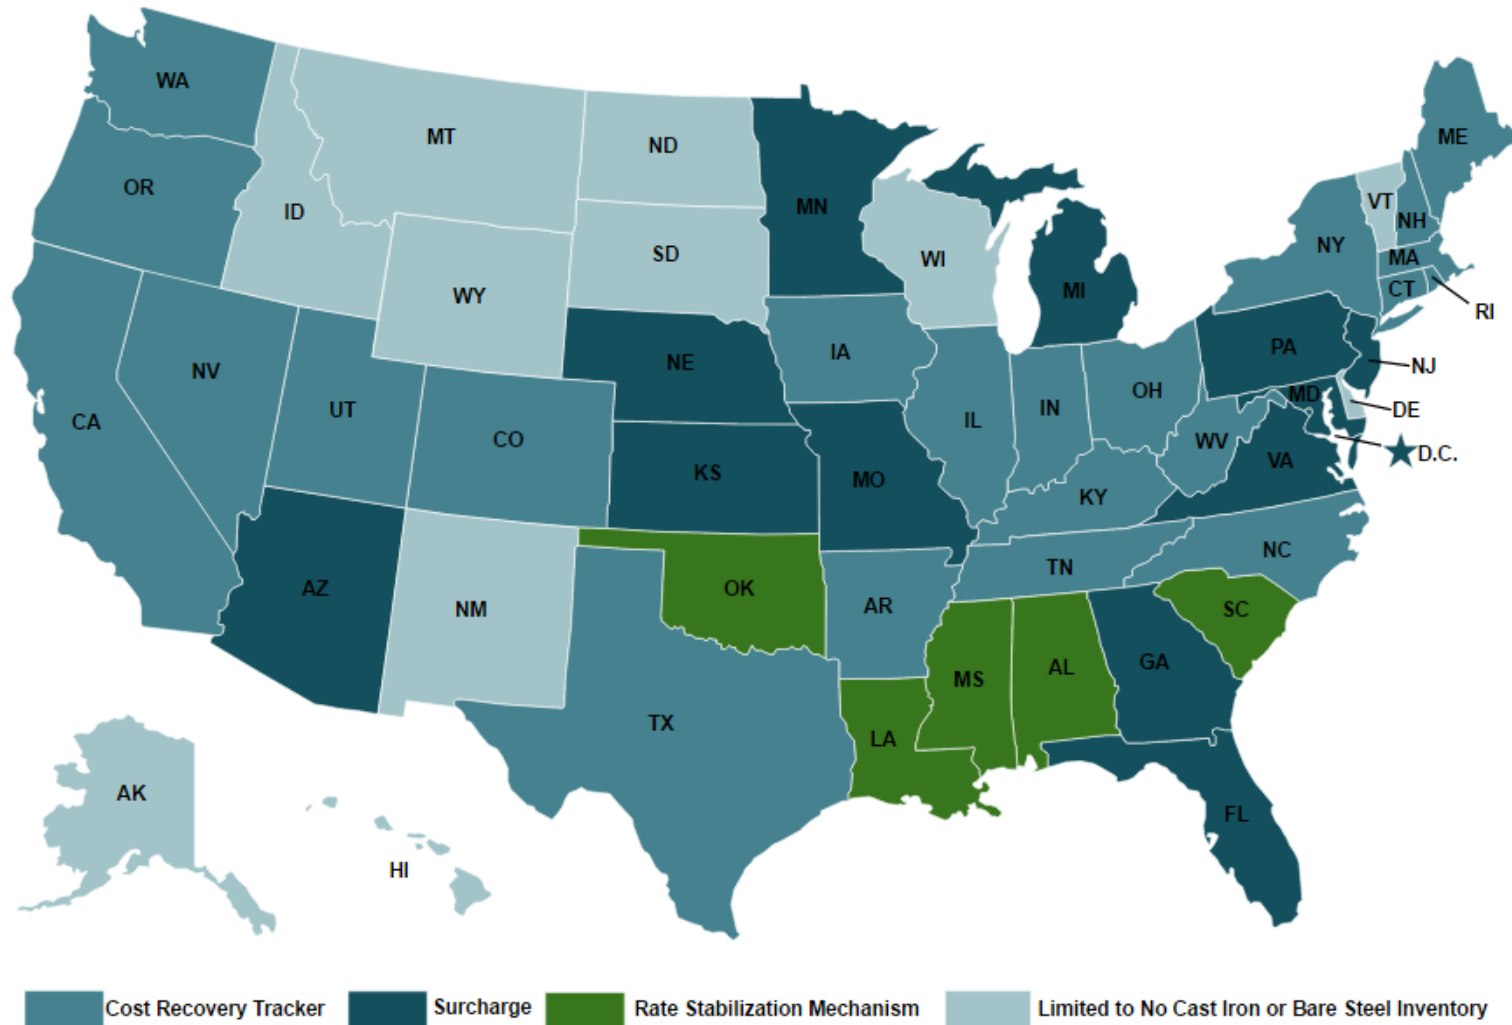 WA
ME
MT
ND
OR
VT
MN
ID
NH
NY
SD
WI
MA
CT
MI
WY
RI
PA
IA
NE
NJ
NV
OH
MD
UT
IN
DE
CA
IL
CO
WV
D.C.
VA
KS
MO
KY
NC
TN
AZ
OK
AR
NM
SC
GA
AL
MS
TX
LA
AK
FL
HI
Cost Recovery Tracker
Surcharge
Rate Stabilization Mechanism
Limited to No Cast Iron or Bare Steel Inventory